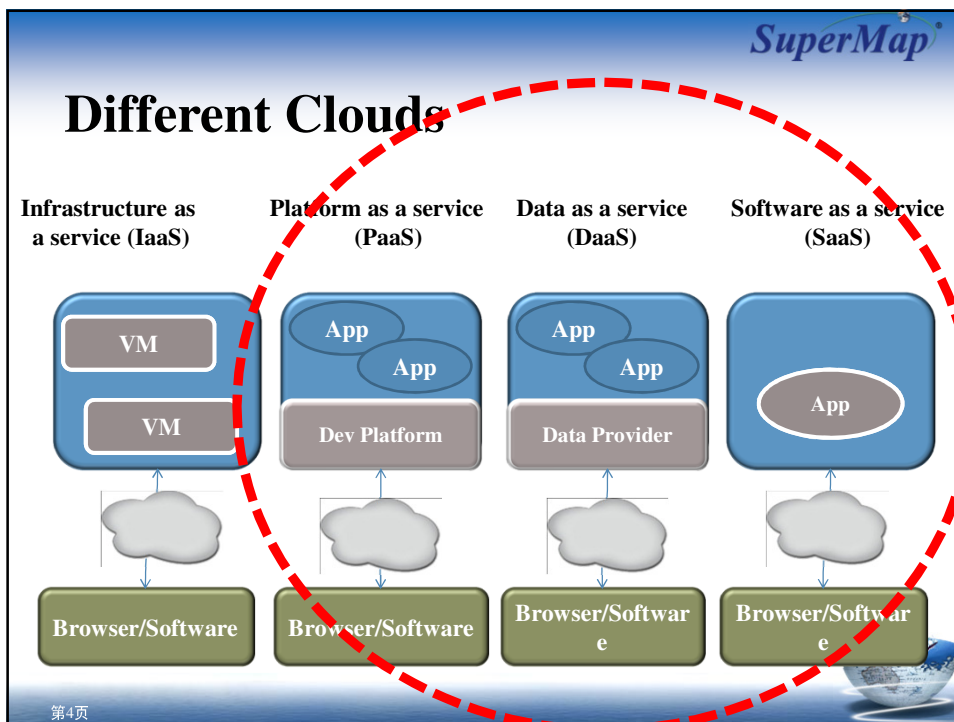 SuperMap®
Different Clouds
Infrastructure as
a service (IaaS)
Platform as a service
(PaaS)
Data as a service
(DaaS)
Software as a service
(SaaS)
VM
VM
App
App
Dev Platform
App
App
Data Provider
App
Browser/Software
Browser/Software
Browser/Softwar
e
Browser/Softwar
e
第4页